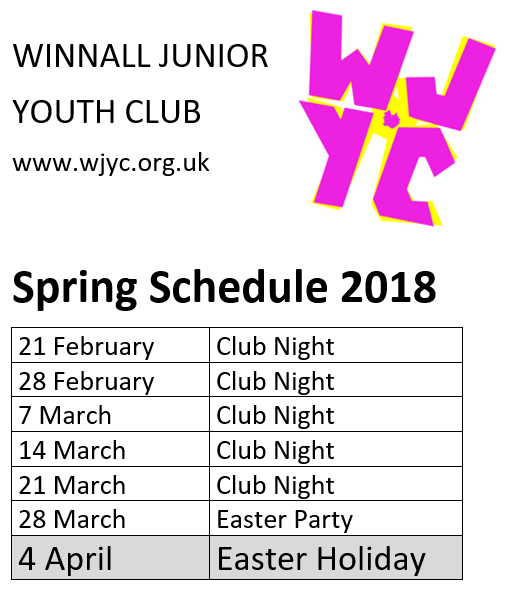 WINNALL JUNIOR
YOUTH CLUB
www.wjyc.org.uk
WJ
YC
Spring Schedule 2018
21 February Club Night
28 February Club Night
7 March Club Night
14 March Club Night
21 March Club Night
28 March Easter Party
4 April Easter Holiday